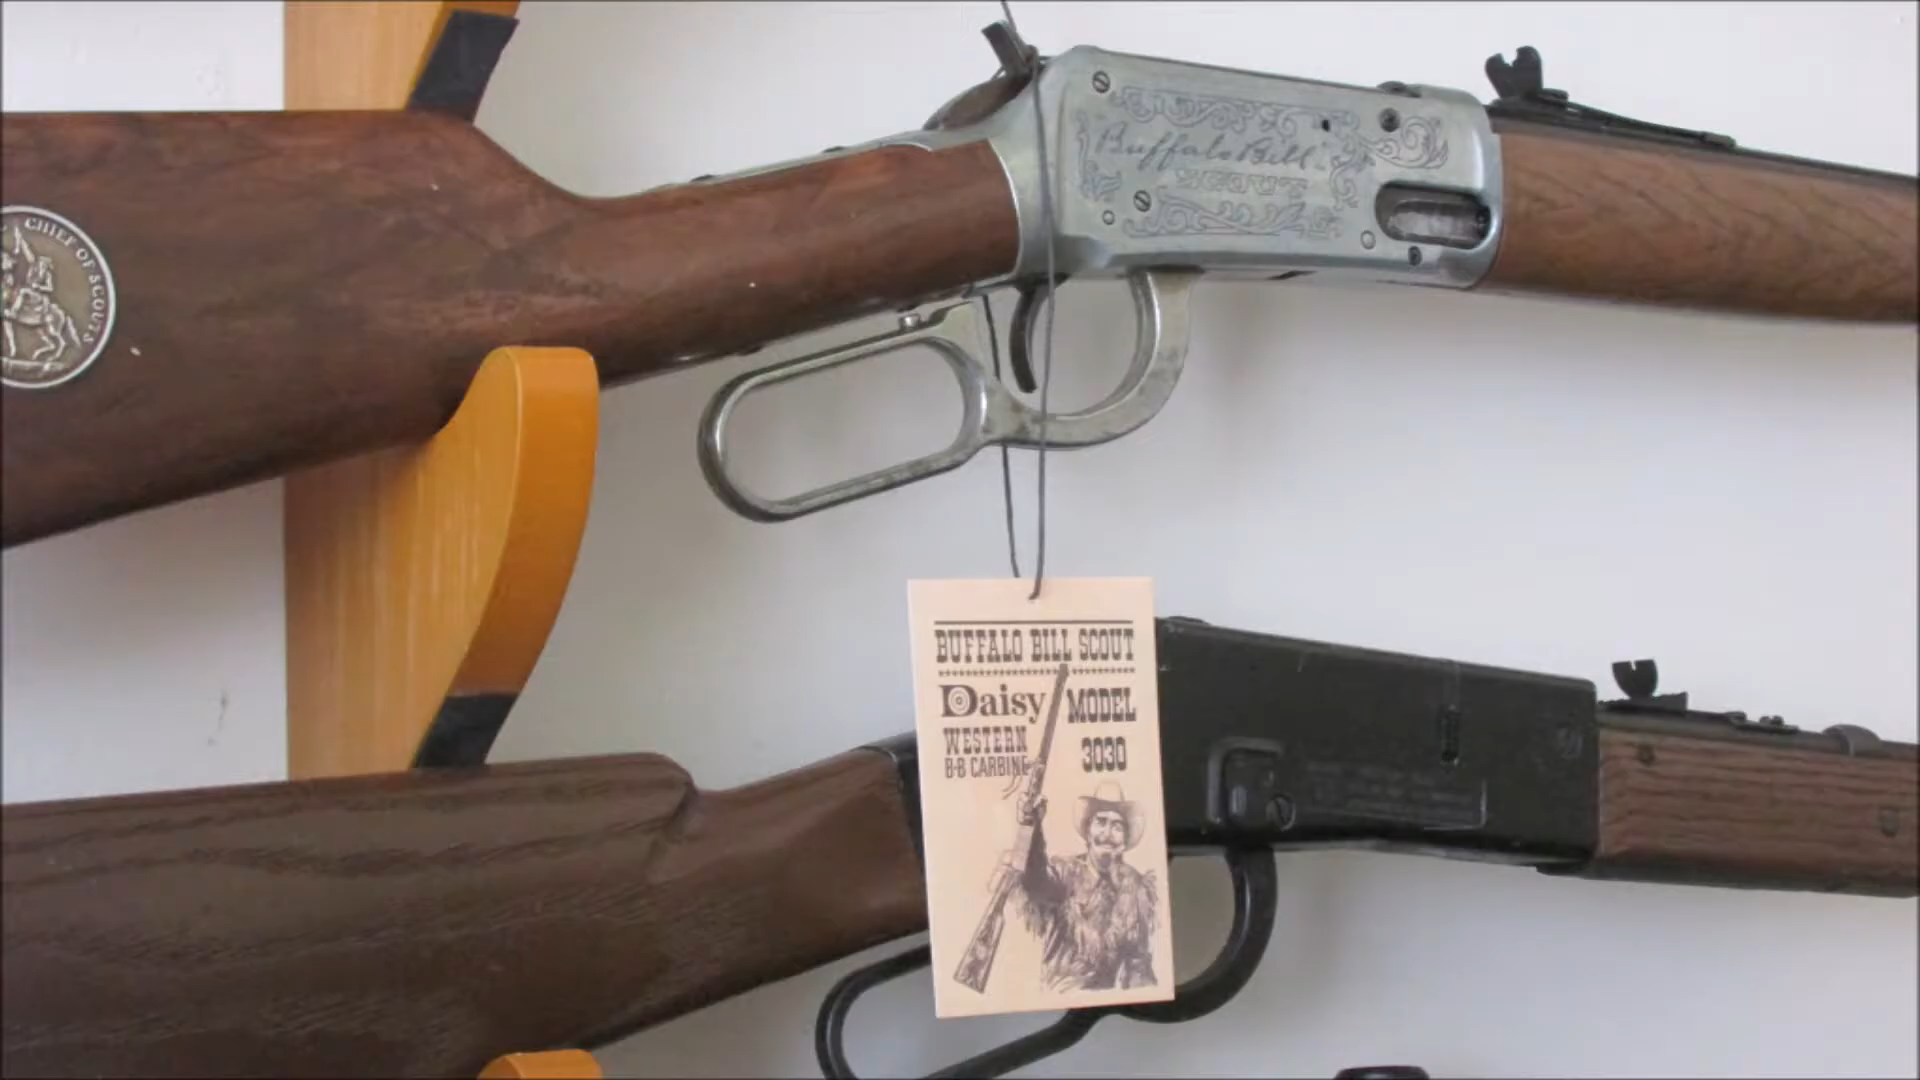 Buffalo Bill
SCOUT
CHIEF OF SCOUTS
BUFFALO BILL SCOUT
Daisy MODEL
WESTERN 3030
B·B CARBINE